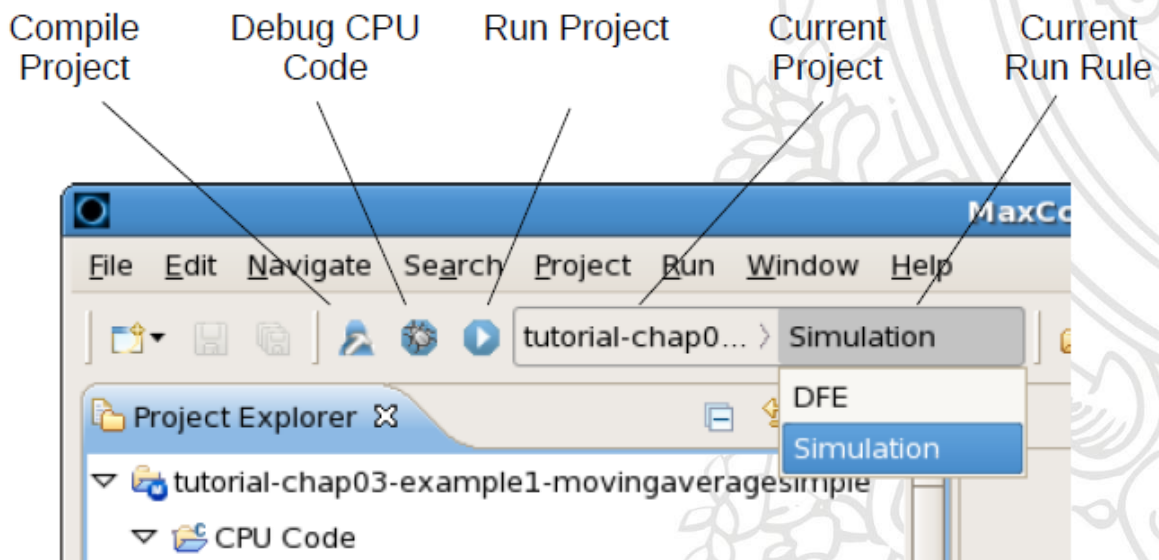 Compile Project
Debug CPU Code
Run Project
Current Project
Current Run Rule
MaxCo
File Edit Navigate Search Project Run Window Help
tutorial-chap0... Simulation
DFE
Project Explorer
Simulation
tutorial-chap03-example1-movingaveragesimple
CPU Code